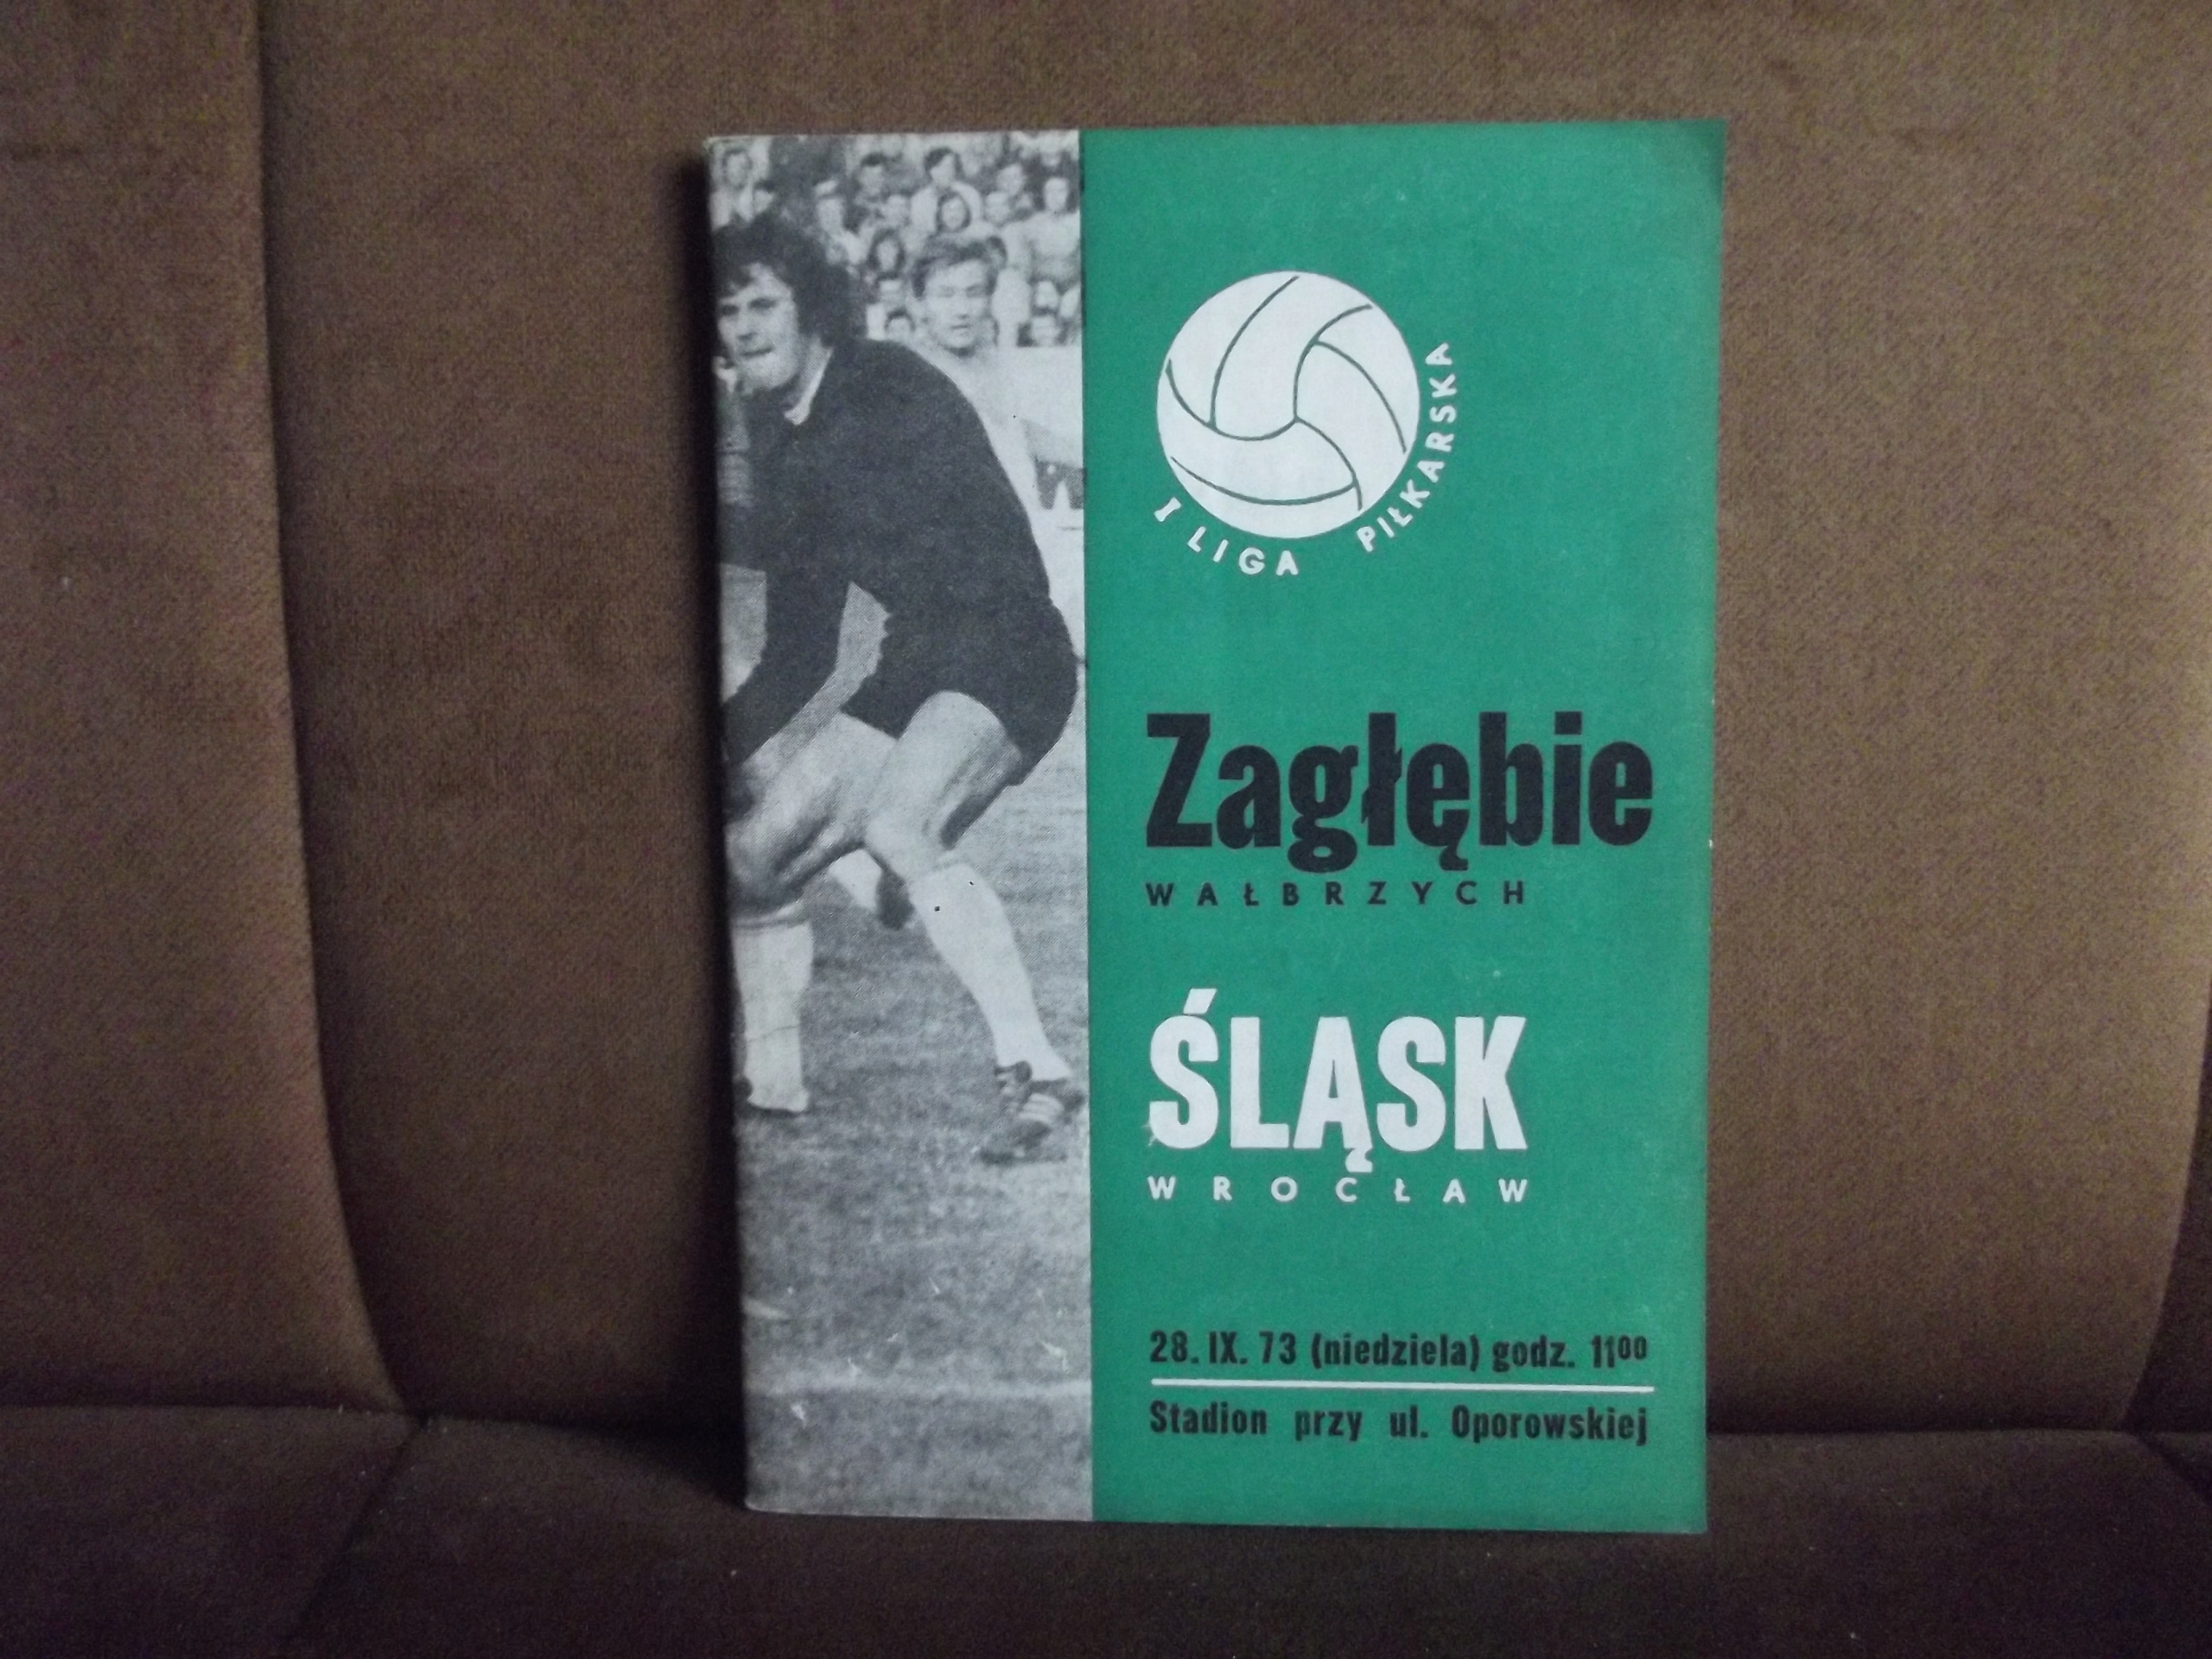 I LIGA PIŁKARSKA
Zagłębie
WAŁBRZYCH
ŚLĄSK
WROCŁAW
28. IX. 73 (niedziela) godz. 11⁰⁰
Stadion przy ul. Oporowskiej